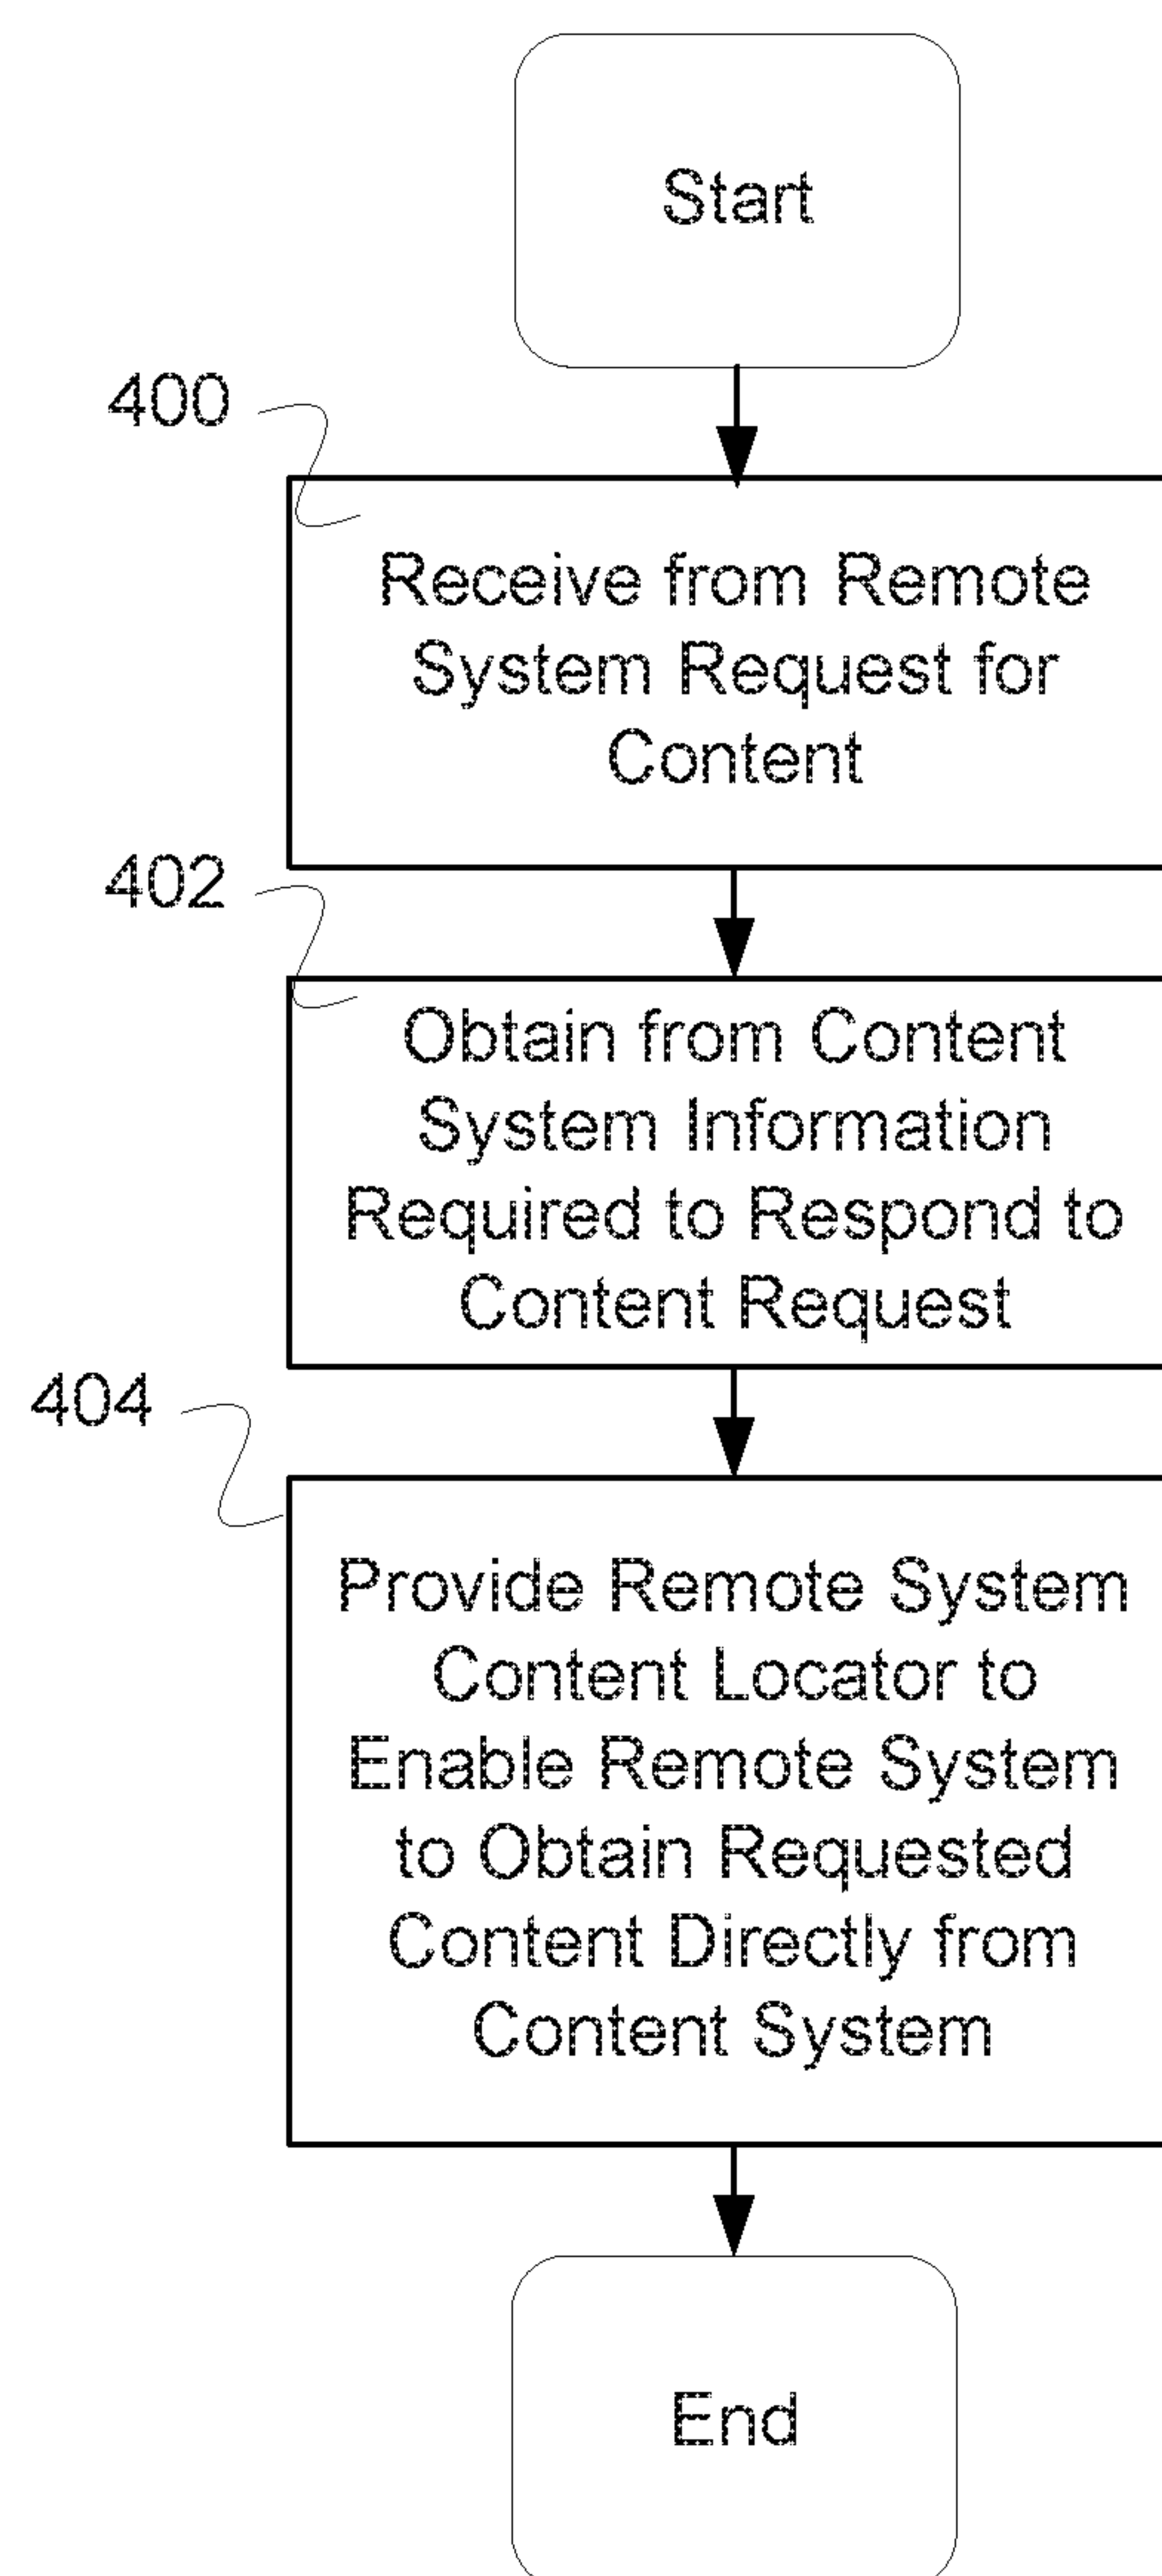 Start
400
Receive from Remote
System Request for
Content
402
Obtain from Content
System Information
Required to Respond to
Content Request
404
Provide Remote System
Content Locator to
Enable Remote System
to Obtain Requested
Content Directly from
Content System
End